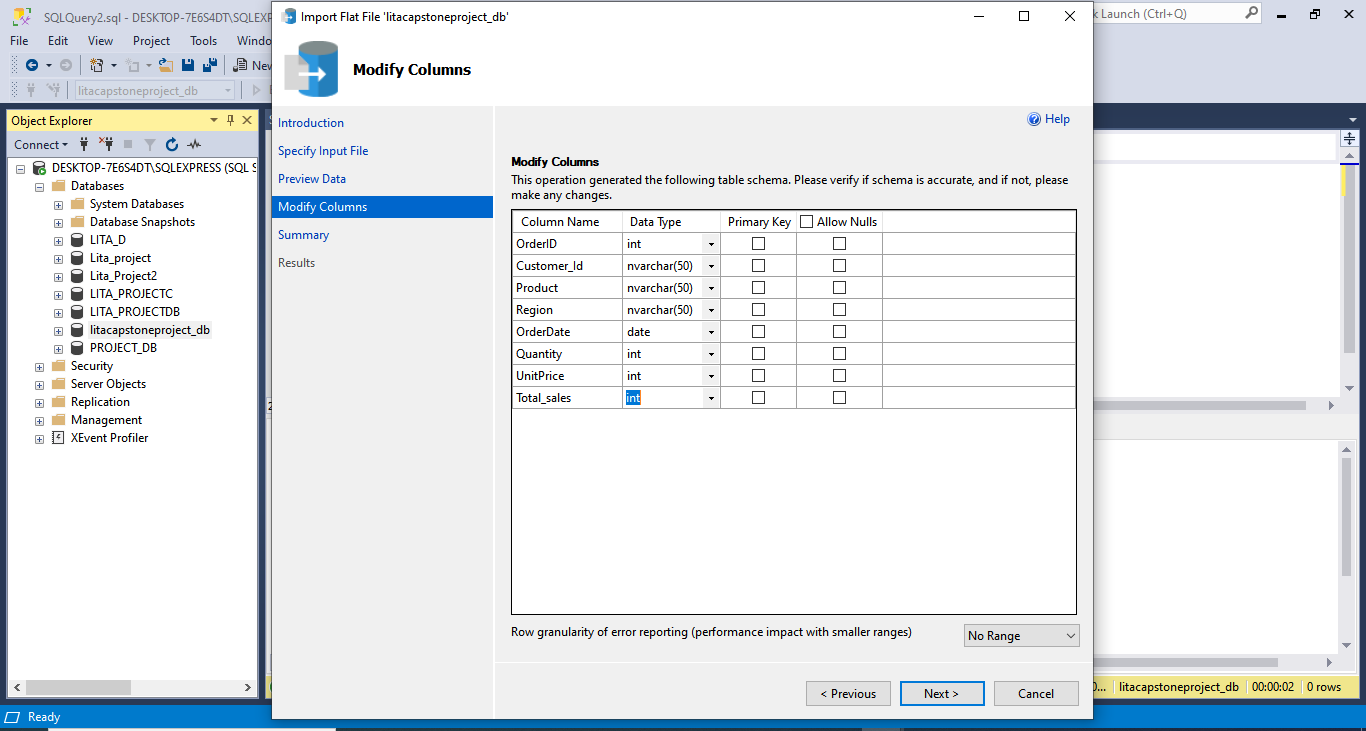 SQLQuery2.sql - DESKTOP-7E6S4DT\SQLEXP
Import Flat File 'litacapstoneproject_db'
k Launch (Ctrl+Q)
File Edit View Project Tools Windo
New
litacapstoneproject_db
Modify Columns
Object Explorer
Connect
DESKTOP-7E6S4DT\SQLEXPRESS (SQL S
Databases
System Databases
Database Snapshots
LITA_D
Lita_project
Lita_Project2
LITA_PROJECTC
LITA_PROJECTDB
litacapstoneproject_db
PROJECT_DB
Security
Server Objects
Replication
Management
XEvent Profiler
Introduction
Specify Input File
Preview Data
Modify Columns
Summary
Results
Help
Modify Columns
This operation generated the following table schema. Please verify if schema is accurate, and if not, please
make any changes.
Column Name Data Type Primary Key Allow Nulls
OrderID int
Customer_Id nvarchar(50)
Product nvarchar(50)
Region nvarchar(50)
OrderDate date
Quantity int
UnitPrice int
Total_sales int
Row granularity of error reporting (performance impact with smaller ranges) No Range
< Previous Next > Cancel
0... litacapstoneproject_db 00:00:02 0 rows
Ready